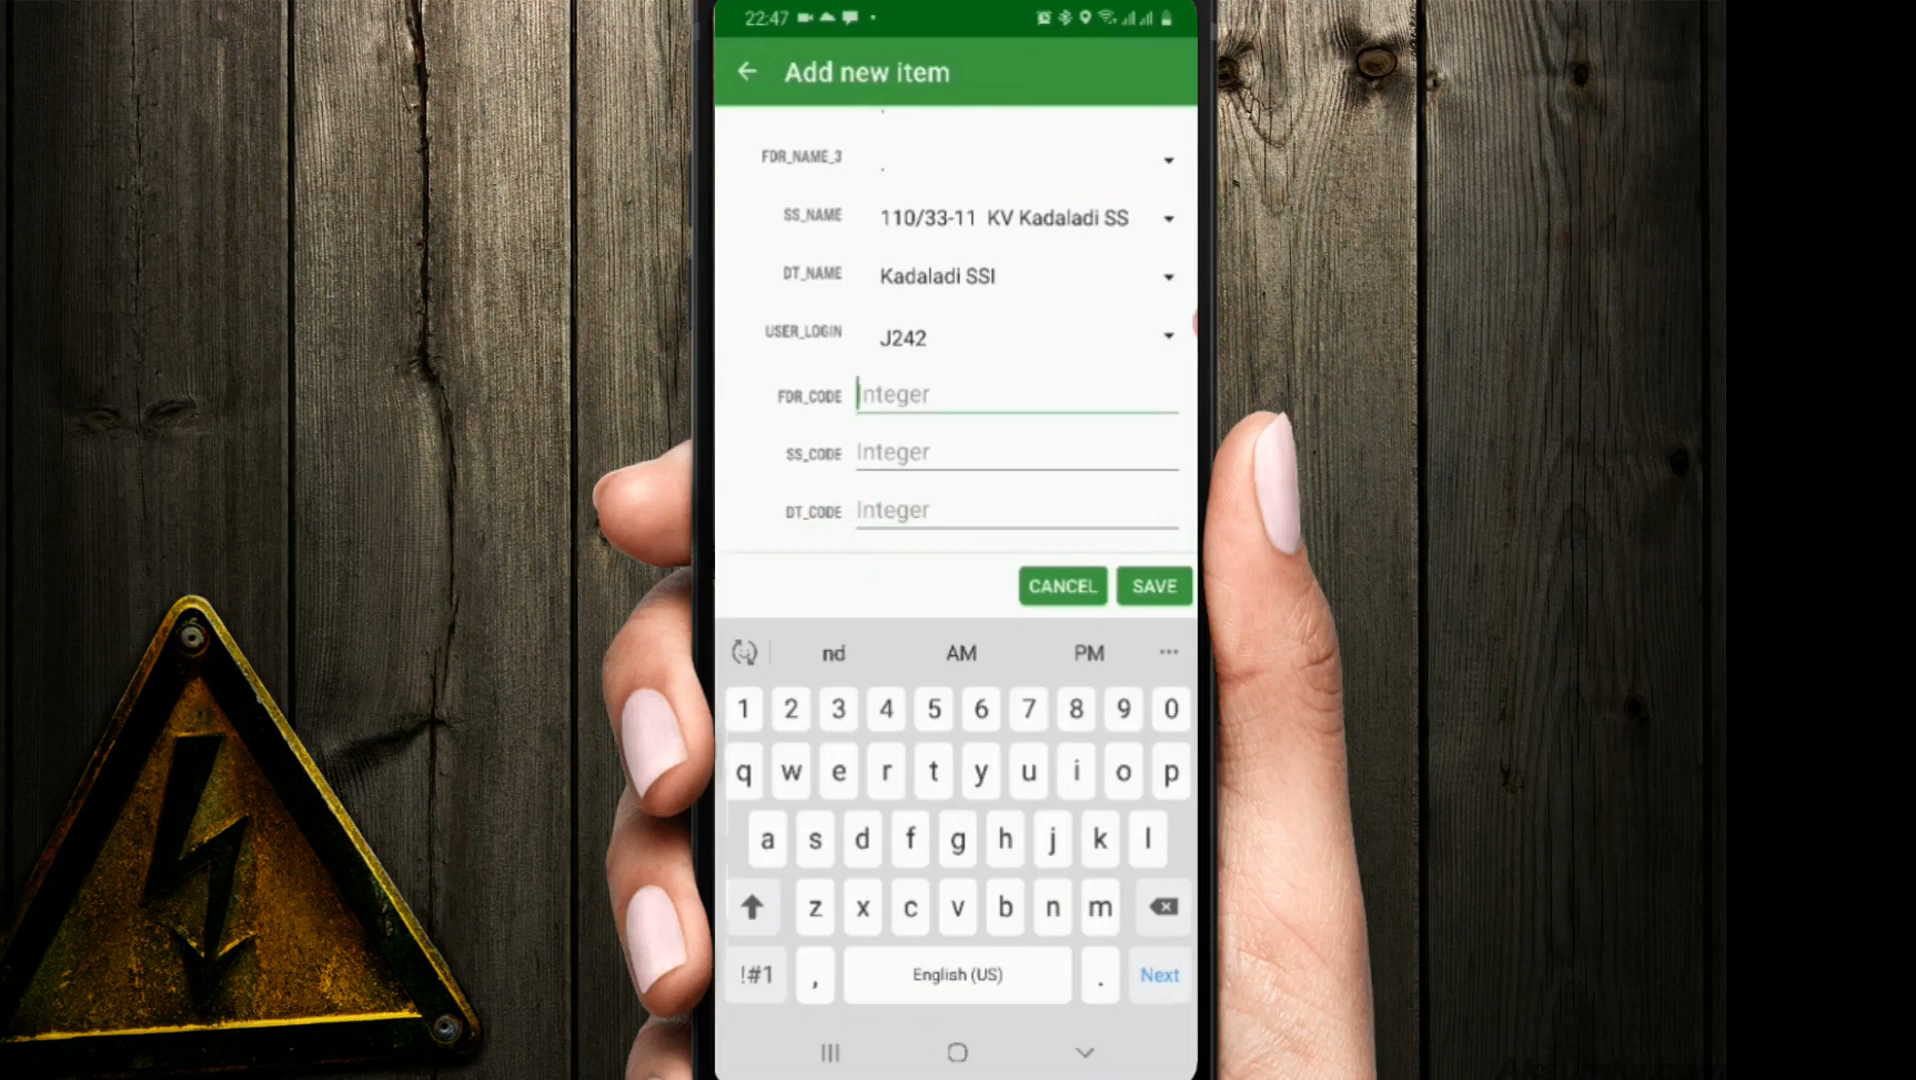 22:47
Add new item
FDR_NAME_3 .
SS_NAME 110/33-11 KV Kadaladi SS
DT_NAME Kadaladi SSI
USER_LOGIN J242
FDR_CODE Integer
SS_CODE Integer
DT_CODE Integer
CANCEL SAVE
nd AM PM ...
1 2 3 4 5 6 7 8 9 0
q w e r t y u i o p
a s d f g h j k l
z x c v b n m
!#1 , English (US) . Next